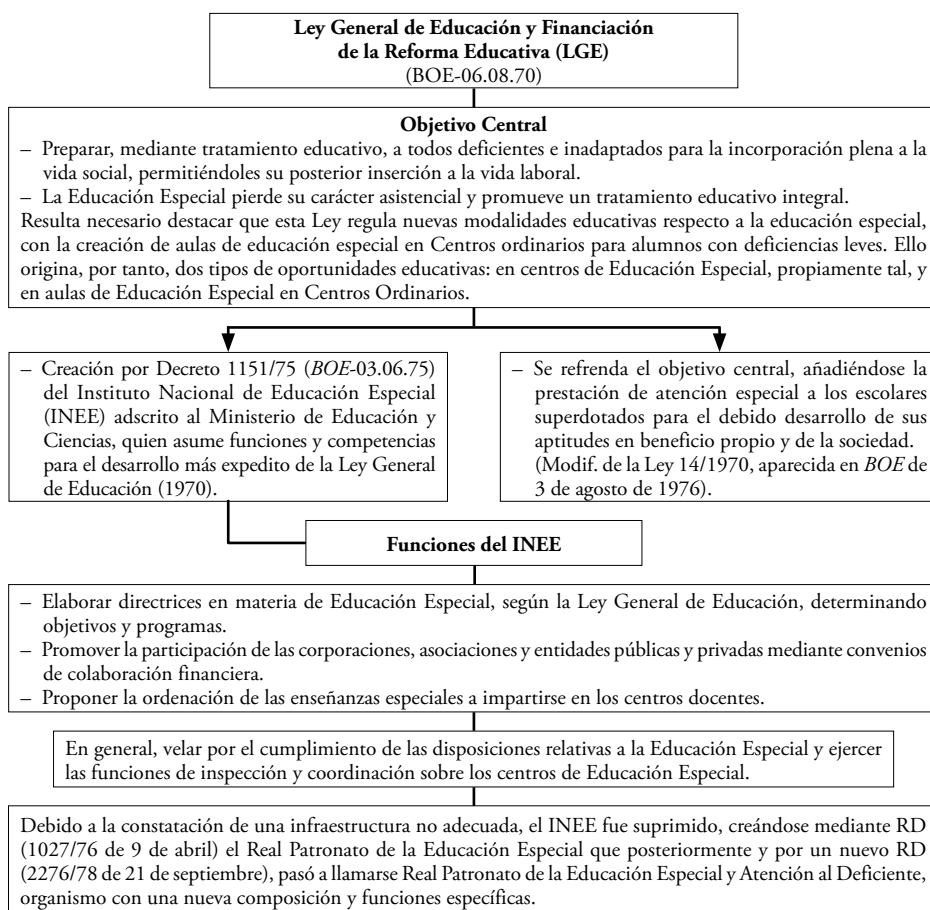 Ley General de Educación y Financiación
de la Reforma Educativa (LGE)
(BOE-06.08.70)
Objetivo Central
– Preparar, mediante tratamiento educativo, a todos deficientes e inadaptados para la incorporación plena a la
vida social, permitiéndoles su posterior inserción a la vida laboral.
– La Educación Especial pierde su carácter asistencial y promueve un tratamiento educativo integral.
Resulta necesario destacar que esta Ley regula nuevas modalidades educativas respecto a la educación especial,
con la creación de aulas de educación especial en Centros ordinarios para alumnos con deficiencias leves. Ello
origina, por tanto, dos tipos de oportunidades educativas: en centros de Educación Especial, propiamente tal, y
en aulas de Educación Especial en Centros Ordinarios.
– Creación por Decreto 1151/75 (BOE-03.06.75)
del Instituto Nacional de Educación Especial
(INEE) adscrito al Ministerio de Educación y
Ciencias, quien asume funciones y competencias
para el desarrollo más expedito de la Ley General
de Educación (1970).
– Se refrenda el objetivo central, añadiéndose la
prestación de atención especial a los escolares
superdotados para el debido desarrollo de sus
aptitudes en beneficio propio y de la sociedad.
(Modif. de la Ley 14/1970, aparecida en BOE de
3 de agosto de 1976).
Funciones del INEE
– Elaborar directrices en materia de Educación Especial, según la Ley General de Educación, determinando
objetivos y programas.
– Promover la participación de las corporaciones, asociaciones y entidades públicas y privadas mediante convenios
de colaboración financiera.
– Proponer la ordenación de las enseñanzas especiales a impartirse en los centros docentes.
En general, velar por el cumplimiento de las disposiciones relativas a la Educación Especial y ejercer
las funciones de inspección y coordinación sobre los centros de Educación Especial.
Debido a la constatación de una infraestructura no adecuada, el INEE fue suprimido, creándose mediante RD
(1027/76 de 9 de abril) el Real Patronato de la Educación Especial que posteriormente y por un nuevo RD
(2276/78 de 21 de septiembre), pasó a llamarse Real Patronato de la Educación Especial y Atención al Deficiente,
organismo con una nueva composición y funciones específicas.